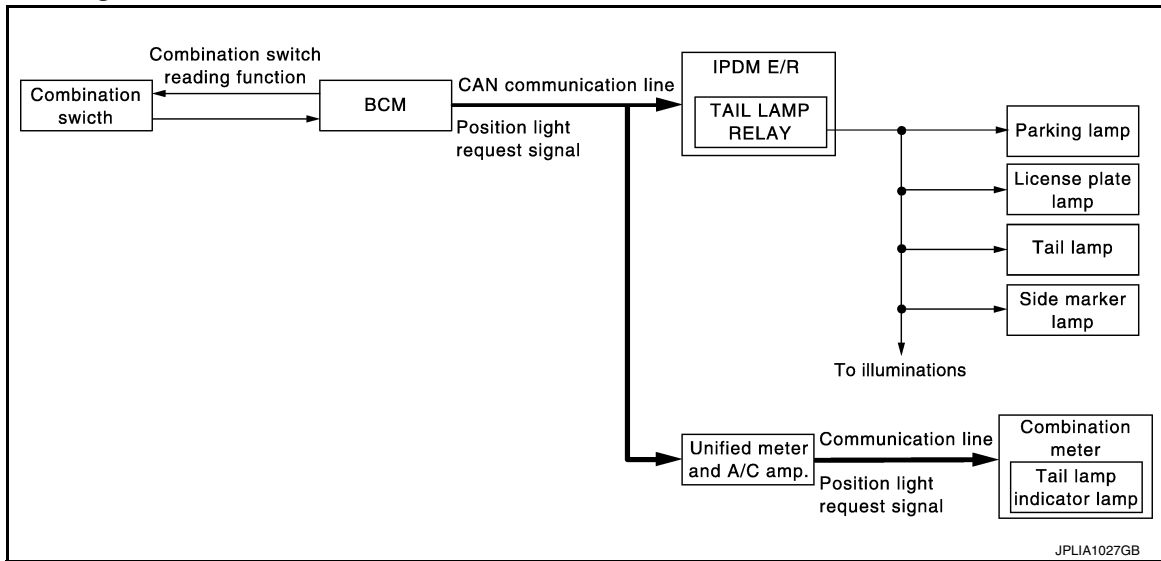 Combination switch
reading function
Combination
swicth
BCM
CAN communication line
Position light
request signal
IPDM E/R
TAIL LAMP
RELAY
Parking lamp
License plate
lamp
Tail lamp
Side marker
lamp
To illuminations
Unified meter
and A/C amp.
Communication line
Position light
request signal
Combination
meter
Tail lamp
indicator lamp
JPLIA1027GB